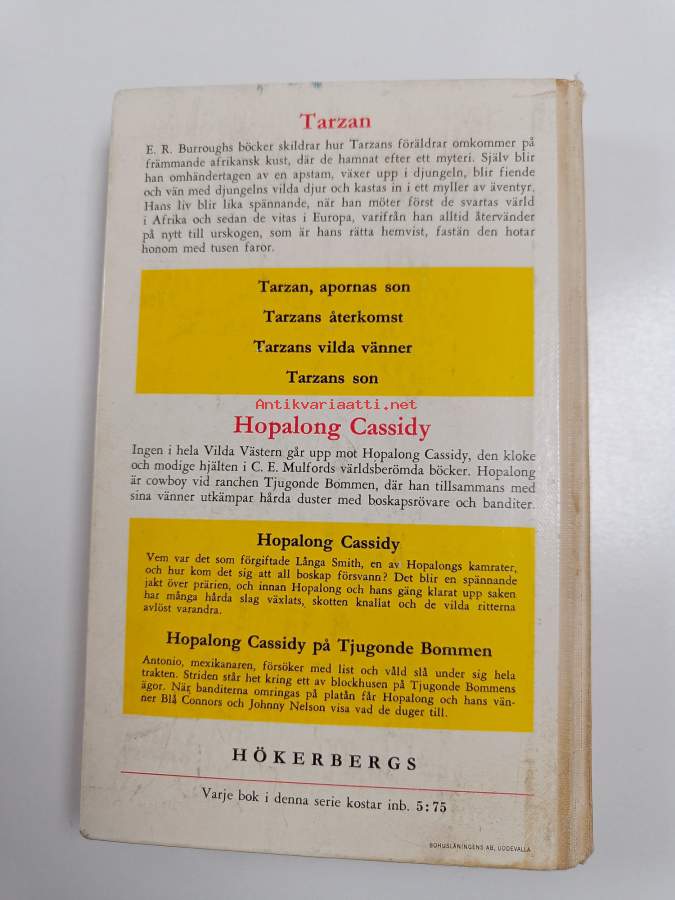 Tarzan
E. R. Burroughs böcker skildrar hur Tarzans föräldrar omkommer på
främmande afrikansk kust, där de hamnat efter ett myteri. Själv blir
han omhändertagen av en apstam, växer upp i djungeln, blir fiende
och vän med djungelns vilda djur och kastas in i ett myller av äventyr.
Hans liv blir lika spännande, när han möter först de svartas värld
i Afrika och sedan de vitas i Europa, varifrån han alltid återvänder
på nytt till urskogen, som är hans rätta hemvist, fastän den hotar
honom med tusen faror.
Tarzan, apornas son
Tarzans återkomst
Tarzans vilda vänner
Tarzans son
Antikvariaatti.net
Hopalong Cassidy
Ingen i hela Vilda Västern går upp mot Hopalong Cassidy, den kloke
och modige hjälten i C. E. Mulfords världsberömda böcker. Hopalong
är cowboy vid ranchen Tjugonde Bommen, där han tillsammans med
sina vänner utkämpar hårda duster med boskapsrövare och banditer.
Hopalong Cassidy
Vem var det som förgiftade Långa Smith, en av Hopalongs kamrater,
och hur kom det sig att all boskap försvann? Det blir en spännande
jakt över prärien, och innan Hopalong och hans gäng klarat upp saken
har många hårda slag växlats, skotten knallat och de vilda ritterna
avlöst varandra.
Hopalong Cassidy på Tjugonde Bommen
Antonio, mexikanaren, försöker med list och våld slå under sig hela
trakten. Striden står het kring ett av blockhusen på Tjugonde Bommens
ägor. När banditerna omringas på platån får Hopalong och hans vän-
ner Blå Connors och Johnny Nelson visa vad de duger till.
HÖKERBERGS
Varje bok i denna serie kostar inb. 5:75
BOHUSLÄNINGENS AB, UDDEVALLA